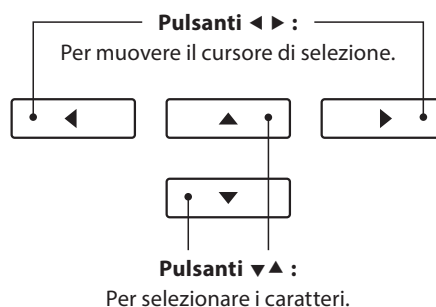 Pulsanti ◄ ► :
Per muovere il cursore di selezione.
◄ ▲ ►
▼
Pulsanti ▼▲ :
Per selezionare i caratteri.